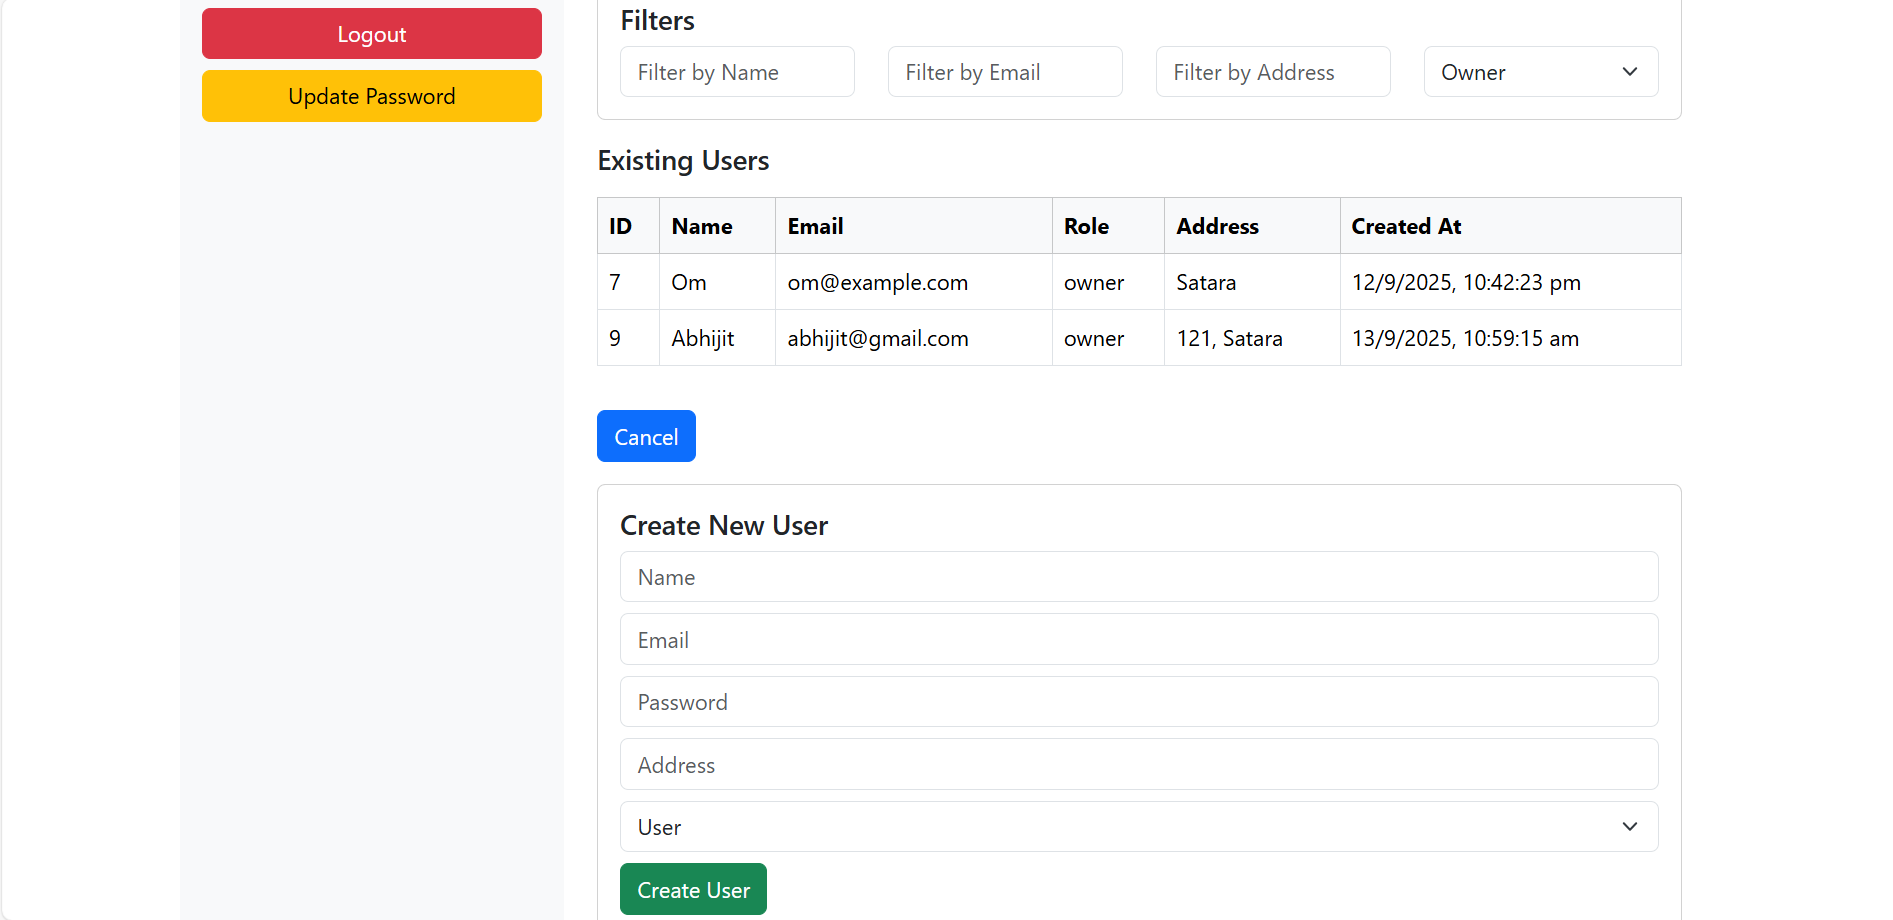 Logout
Update Password
Filters
Filter by Name Filter by Email Filter by Address Owner
Existing Users
ID Name Email Role Address Created At
7 Om om@example.com owner Satara 12/9/2025, 10:42:23 pm
9 Abhijit abhijit@gmail.com owner 121, Satara 13/9/2025, 10:59:15 am
Cancel
Create New User
Name
Email
Password
Address
User
Create User